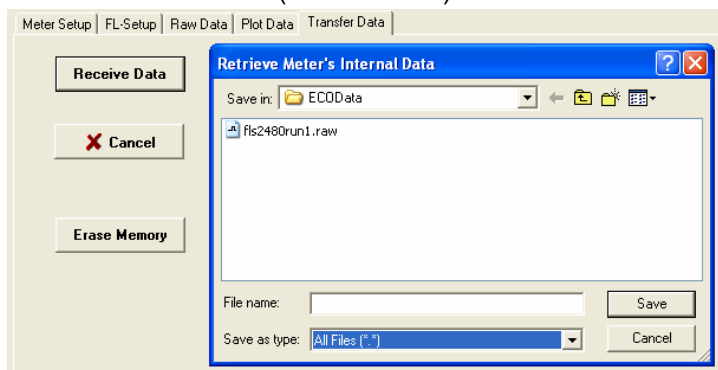 Meter Setup FL-Setup Raw Data Plot Data Transfer Data
Receive Data
Cancel
Erase Memory
Retrieve Meter's Internal Data
Save in: ECOData
fls2480run1.raw
File name: Save
Save as type: All Files (*.*) Cancel